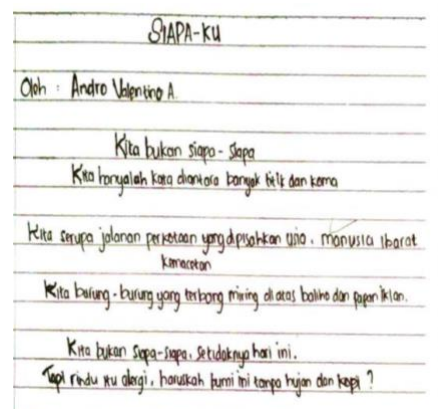 SIAPA-KU
Oleh : Andro Valentino A.
Kita bukan siapa - siapa
Kita hanyalah kata diantara banyak titik dan koma
Kita serupa jalanan perkotaan yang dipisahkan usia, manusia ibarat
kemacetan
Kita burung-burung yang terbang miring di atas baliho dan papan iklan.
Kita bukan siapa-siapa, setidaknya hari ini.
Tapi rindu itu alergi, haruskah bumi ini tanpa hujan dan kopi ?